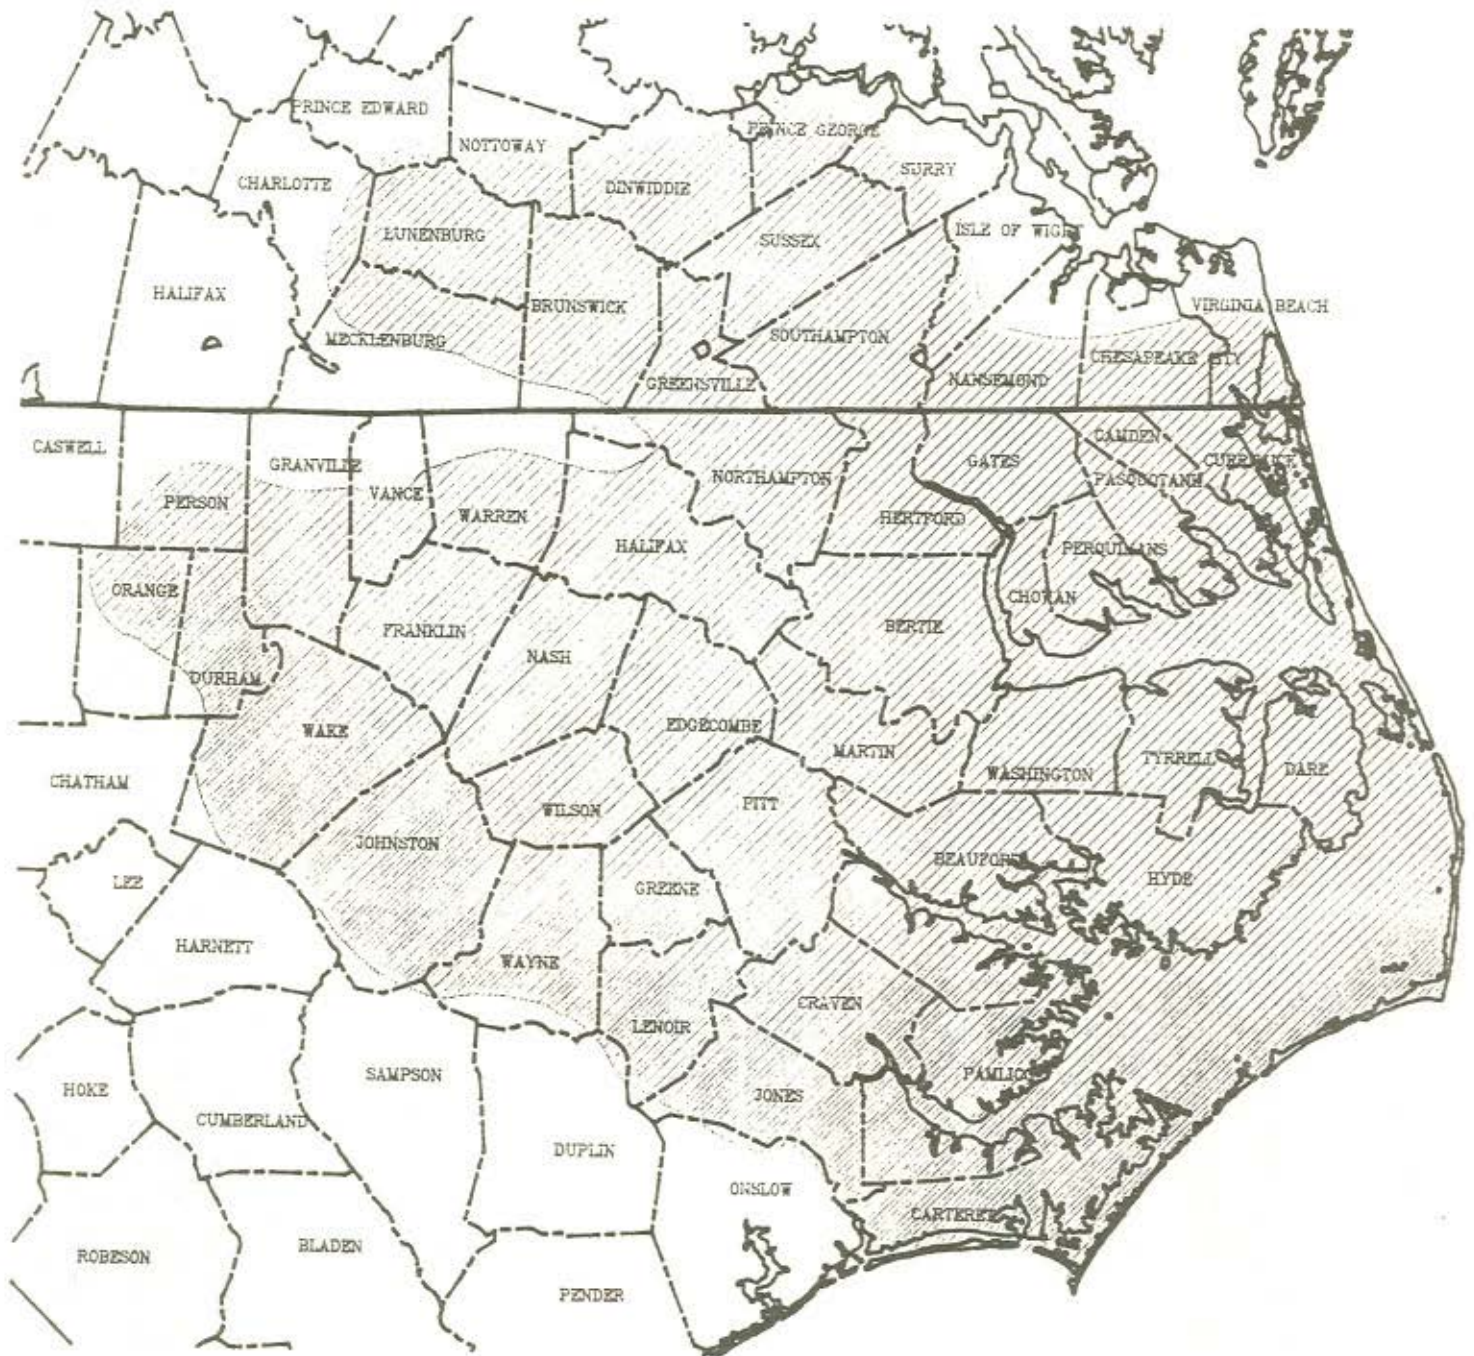 PRINCE EDWARD
NOTTOWAY
PRINCE GEORGE
CHARLOTTE
DINWIDDIE
SURRY
LUNENBURG
SUSSEX
ISLE OF WIGHT
HALIFAX
BRUNSWICK
VIRGINIA BEACH
MECKLENBURG
SOUTHAMPTON
CHESAPEAKE CITY
GREENSVILLE
NANSEMOND
CASWELL
GRANVILLE
CAMDEN
GATES
CURRITUCK
PERSON
VANCE
NORTHAMPTON
PASQUOTANK
WARREN
HERTFORD
HALIFAX
PERQUIMANS
ORANGE
CHOWAN
FRANKLIN
BERTIE
NASH
DURHAM
WAKE
EDGECOMBE
MARTIN
CHATHAM
WASHINGTON
TYRRELL
DARE
WILSON
PITT
JOHNSTON
BEAUFORT
LEE
GREENE
HYDE
HARNETT
WAYNE
CRAVEN
LENOIR
HOKE
SAMPSON
PAMLICO
JONES
CUMBERLAND
DUPLIN
ONSLOW
CARTERET
ROBESON
BLADEN
PENDER